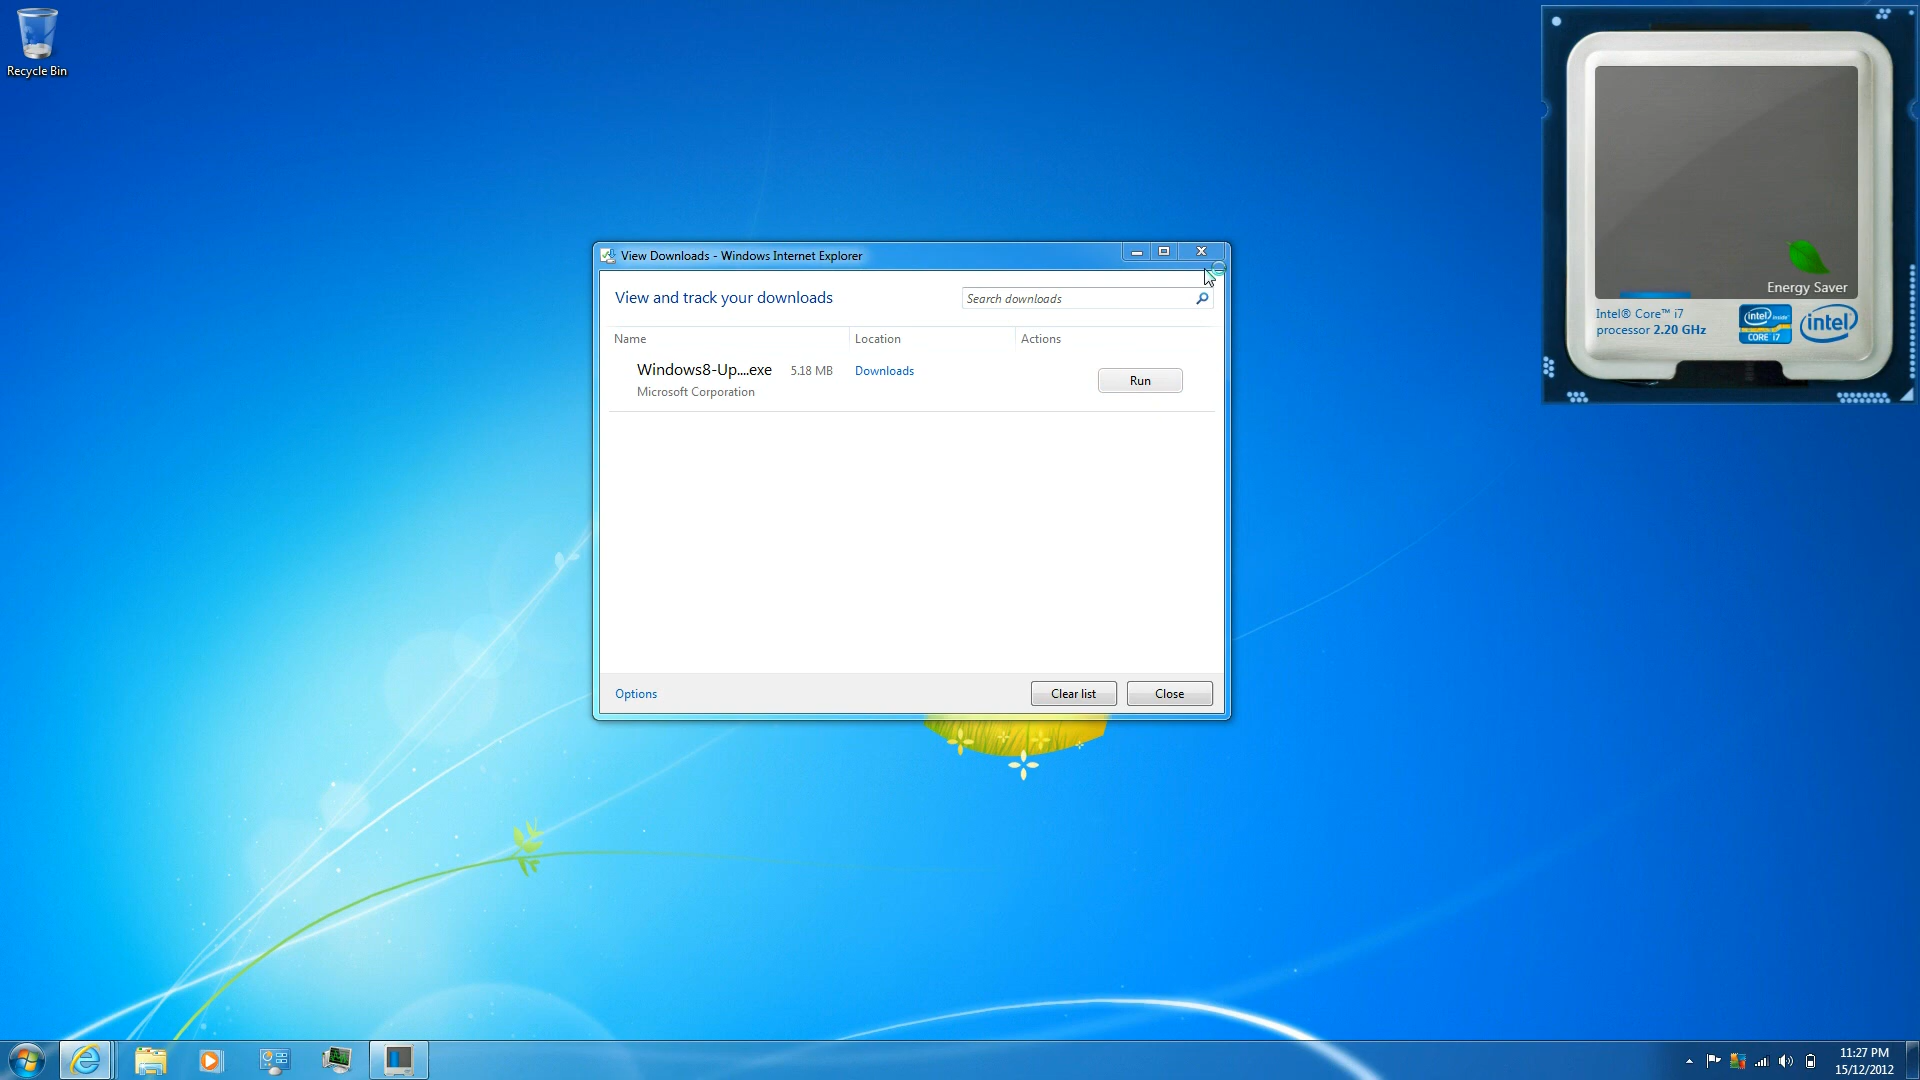 Recycle Bin
View Downloads - Windows Internet Explorer
View and track your downloads
Search downloads
Name Location Actions
Windows8-Up....exe 5.18 MB Downloads Run
Microsoft Corporation
Options Clear list Close
Energy Saver
Intel® Core™ i7
processor 2.20 GHz
intel inside™
CORE i7
intel
11:27 PM
15/12/2012